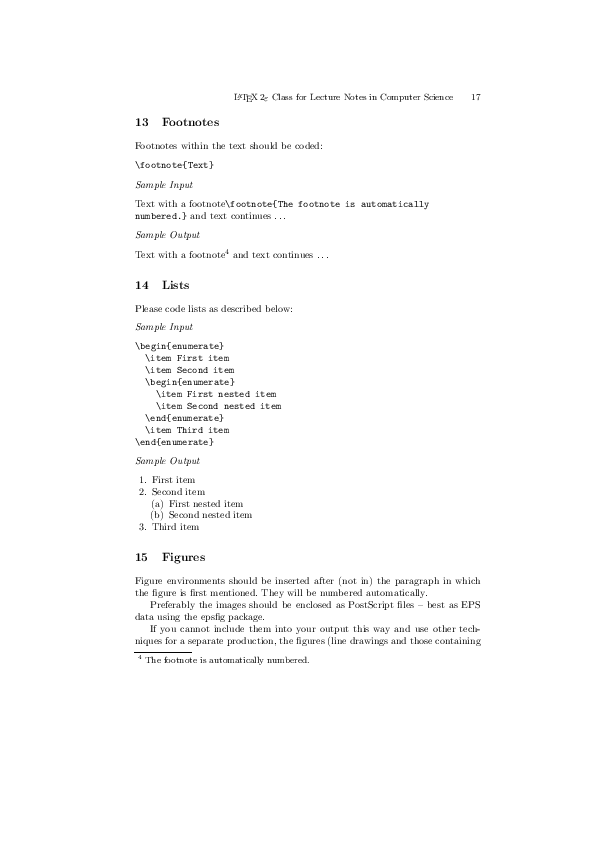 LATEX 2ε Class for Lecture Notes in Computer Science 17
13 Footnotes
Footnotes within the text should be coded:
\footnote{Text}
Sample Input
Text with a footnote\footnote{The footnote is automatically
numbered.} and text continues ...
Sample Output
Text with a footnote4 and text continues ...
14 Lists
Please code lists as described below:
Sample Input
\begin{enumerate}
\item First item
\item Second item
\begin{enumerate}
\item First nested item
\item Second nested item
\end{enumerate}
\item Third item
\end{enumerate}
Sample Output
1. First item
2. Second item
(a) First nested item
(b) Second nested item
3. Third item
15 Figures
Figure environments should be inserted after (not in) the paragraph in which
the figure is first mentioned. They will be numbered automatically.
Preferably the images should be enclosed as PostScript files – best as EPS
data using the epsfig package.
If you cannot include them into your output this way and use other tech-
niques for a separate production, the figures (line drawings and those containing
4 The footnote is automatically numbered.